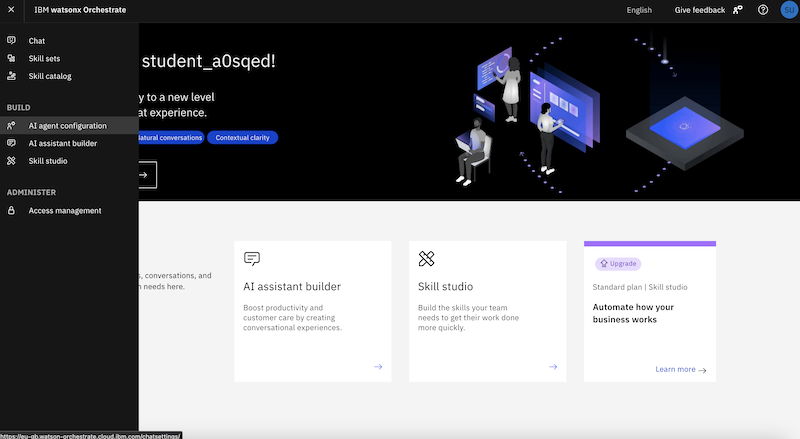 IBM watsonx Orchestrate
English
Give feedback
SU
Chat
Skill sets
Skill catalog
BUILD
AI agent configuration
AI assistant builder
Skill studio
ADMINISTER
Access management
student_a0sqed!
y to a new level
at experience.
atural conversations
Contextual clarity
s, conversations, and
n needs here.
AI assistant builder
Boost productivity and
customer care by creating
conversational experiences.
Skill studio
Build the skills your team
needs to get their work done
more quickly.
Upgrade
Standard plan | Skill studio
Automate how your
business works
Learn more
https://eu-gb.watson-orchestrate.cloud.ibm.com/chatsettings/